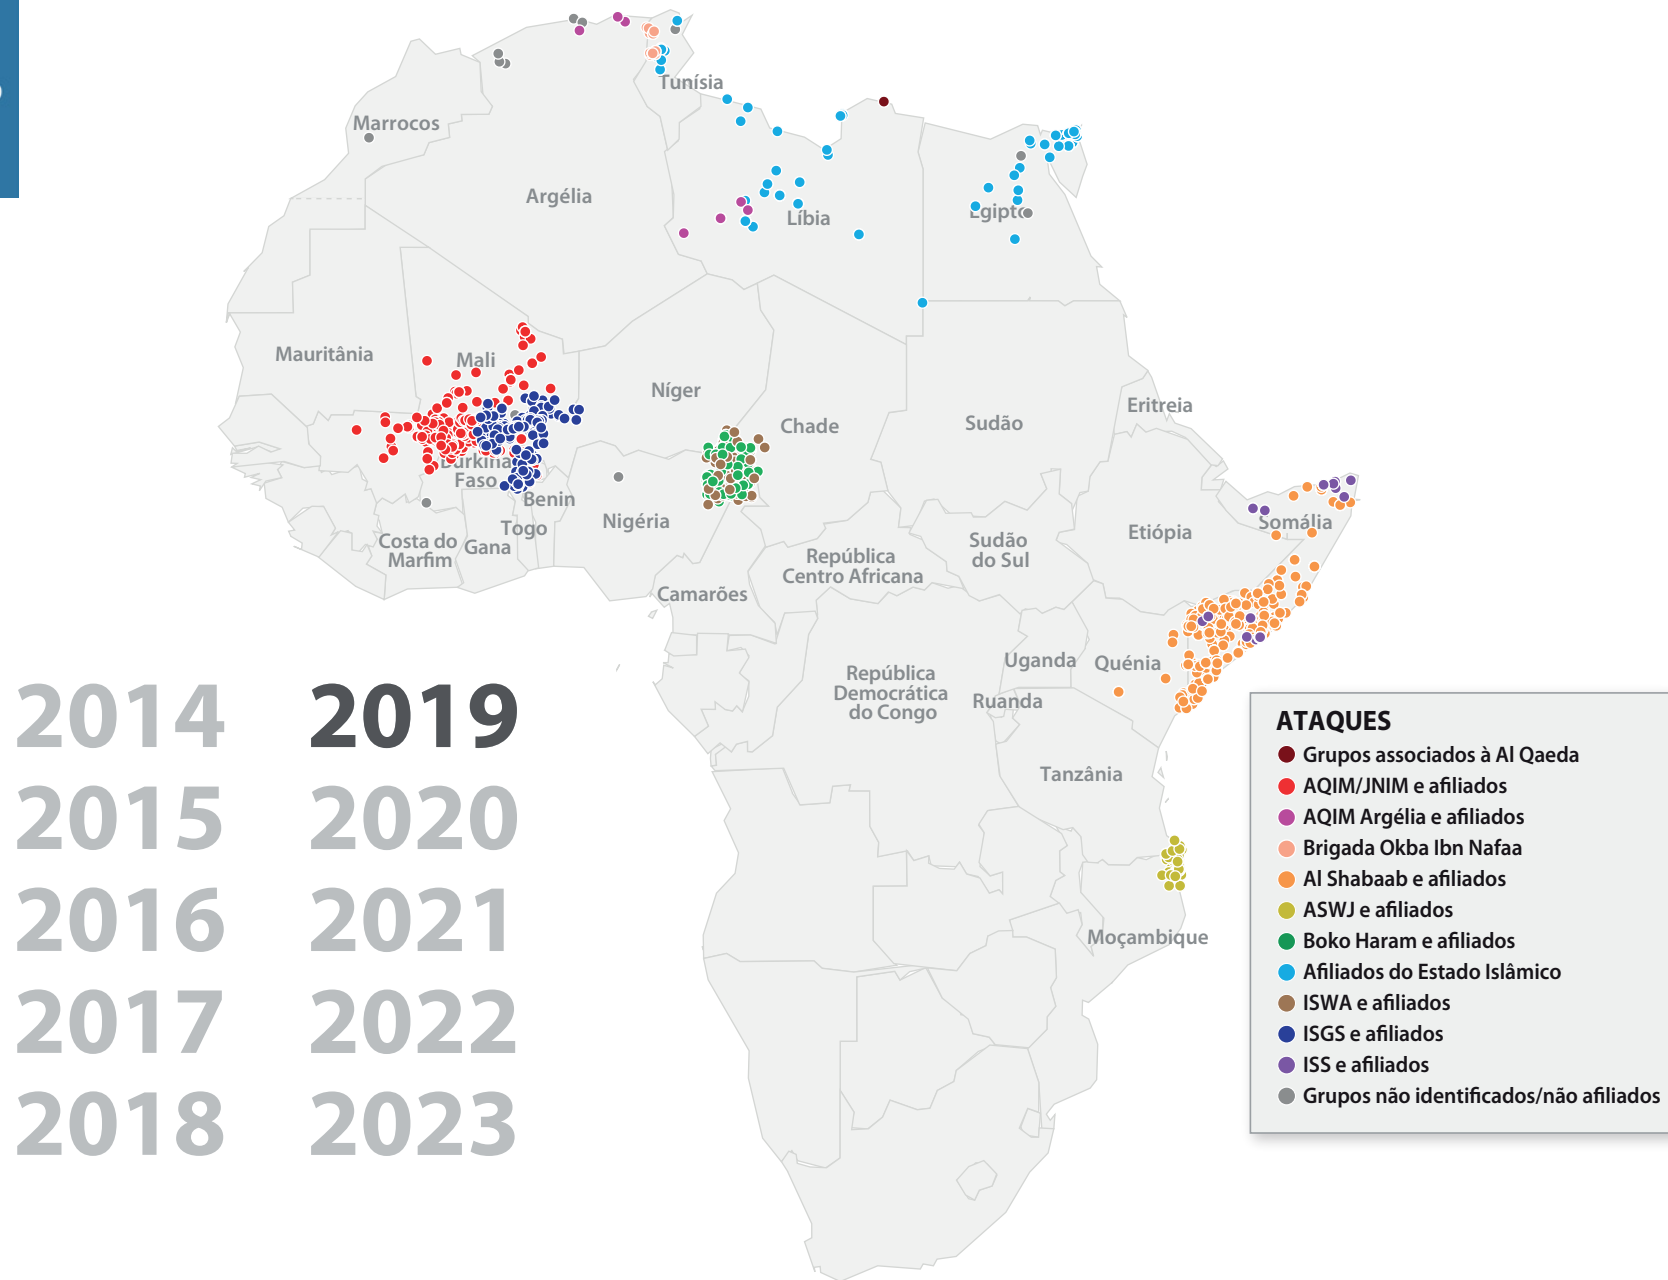 Tunísia
Marrocos
Argélia
Líbia
Egipto
Mauritânia
Mali
Níger
Chade
Sudão
Eritreia
Burkina
Faso
Benin
Togo
Nigéria
Costa do
Marfim
Gana
Camarões
República
Centro Africana
Sudão
do Sul
Etiópia
Somália
Uganda
Quénia
República
Democrática
do Congo
Ruanda
Tanzânia
Moçambique
2014
2015
2016
2017
2018
2019
2020
2021
2022
2023
ATAQUES
Grupos associados à Al Qaeda
AQIM/JNIM e afiliados
AQIM Argélia e afiliados
Brigada Okba Ibn Nafaa
Al Shabaab e afiliados
ASWJ e afiliados
Boko Haram e afiliados
Afiliados do Estado Islâmico
ISWA e afiliados
ISGS e afiliados
ISS e afiliados
Grupos não identificados/não afiliados